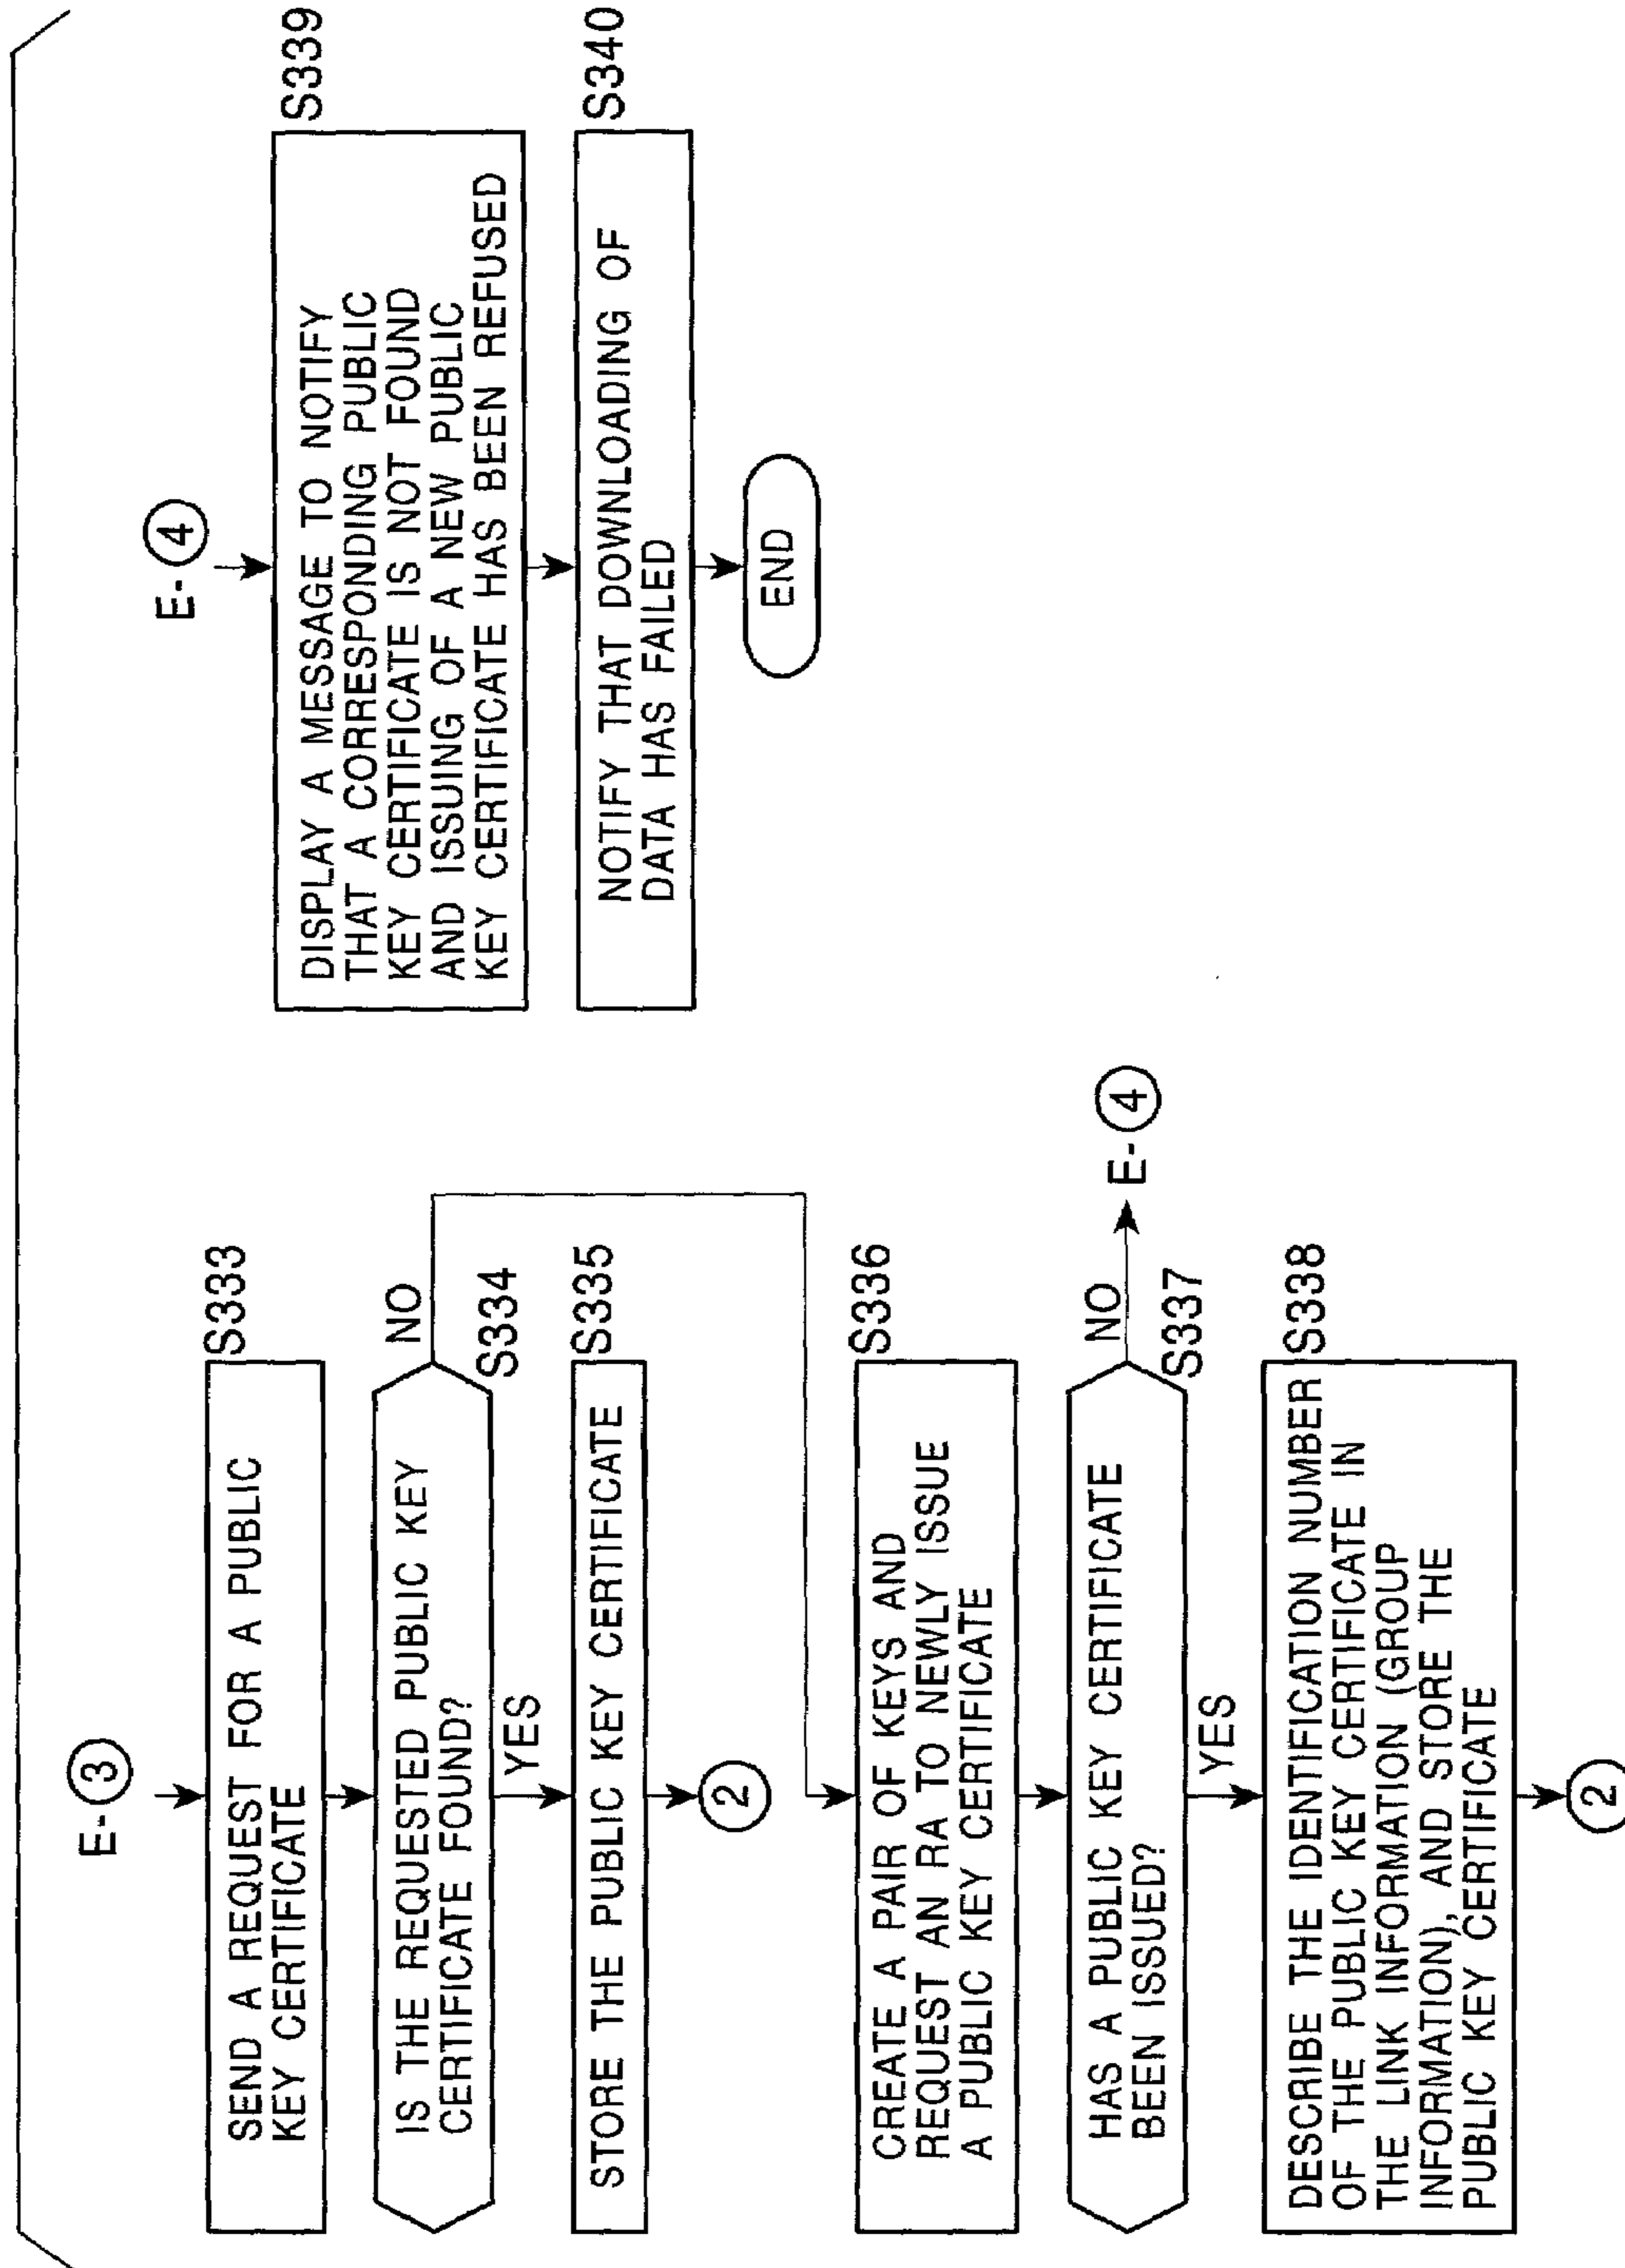 E-③
SEND A REQUEST FOR A PUBLIC
KEY CERTIFICATE
S333
IS THE REQUESTED PUBLIC KEY
CERTIFICATE FOUND?
NO
S334
YES
STORE THE PUBLIC KEY CERTIFICATE
S335
②
CREATE A PAIR OF KEYS AND
REQUEST AN RA TO NEWLY ISSUE
A PUBLIC KEY CERTIFICATE
S336
HAS A PUBLIC KEY CERTIFICATE
BEEN ISSUED?
NO
E-④
S337
YES
DESCRIBE THE IDENTIFICATION NUMBER
OF THE PUBLIC KEY CERTIFICATE IN
THE LINK INFORMATION (GROUP
INFORMATION), AND STORE THE
PUBLIC KEY CERTIFICATE
S338
②
E-④
DISPLAY A MESSAGE TO NOTIFY
THAT A CORRESPONDING PUBLIC
KEY CERTIFICATE IS NOT FOUND
AND ISSUING OF A NEW PUBLIC
KEY CERTIFICATE HAS BEEN REFUSED
S339
NOTIFY THAT DOWNLOADING OF
DATA HAS FAILED
S340
END